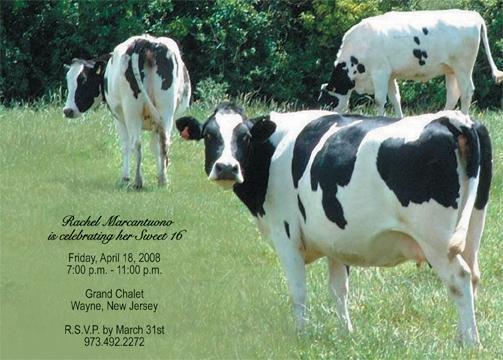 Rachel Marcantuono
is celebrating her Sweet 16
Friday, April 18, 2008
7:00 p.m. - 11:00 p.m.
Grand Chalet
Wayne, New Jersey
R.S.V.P. by March 31st
973.492.2272